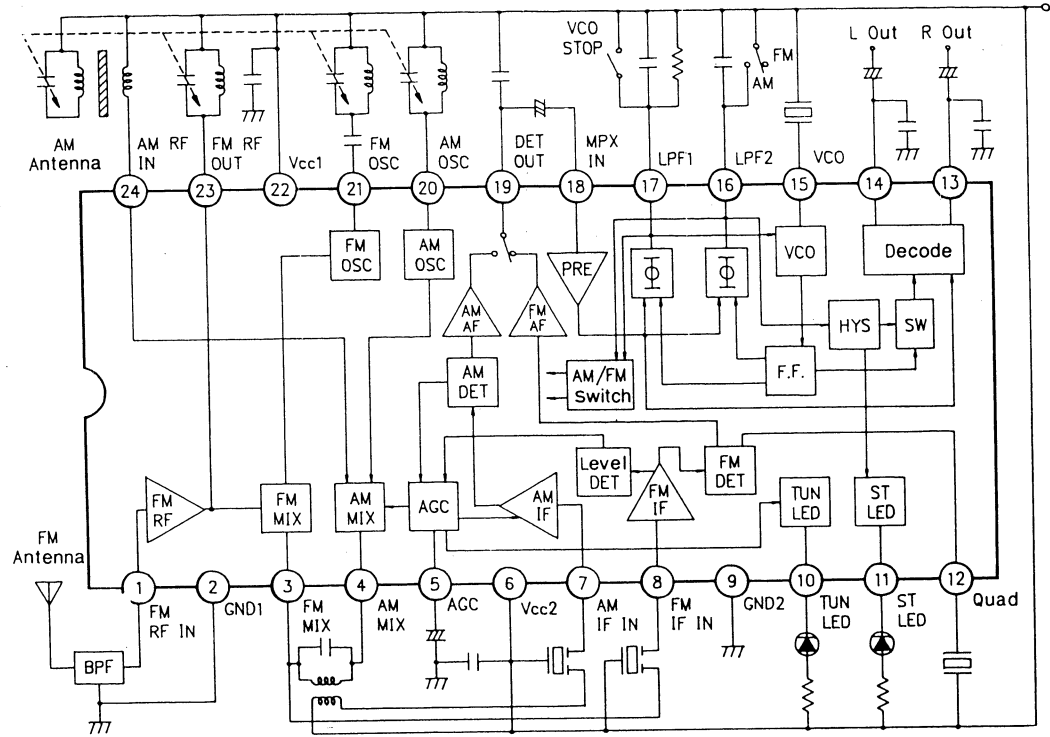 VCO
STOP
FM
AM
L Out
R Out
AM
Antenna
AM RF
IN
FM RF
OUT
Vcc1
FM
OSC
AM
OSC
DET
OUT
MPX
IN
LPF1
LPF2
VCO
24
23
22
21
20
19
18
17
16
15
14
13
FM
OSC
AM
OSC
PRE
Φ
Φ
VCO
Decode
AM
AF
FM
AF
HYS
SW
AM
DET
AM/FM
Switch
F.F.
Level
DET
FM
DET
FM
RF
FM
MIX
AM
MIX
AGC
AM
IF
FM
IF
TUN
LED
ST
LED
FM
Antenna
1
2
3
4
5
6
7
8
9
10
11
12
FM
RF IN
GND1
FM
MIX
AM
MIX
AGC
Vcc2
AM
IF IN
FM
IF IN
GND2
TUN
LED
ST
LED
Quad
BPF